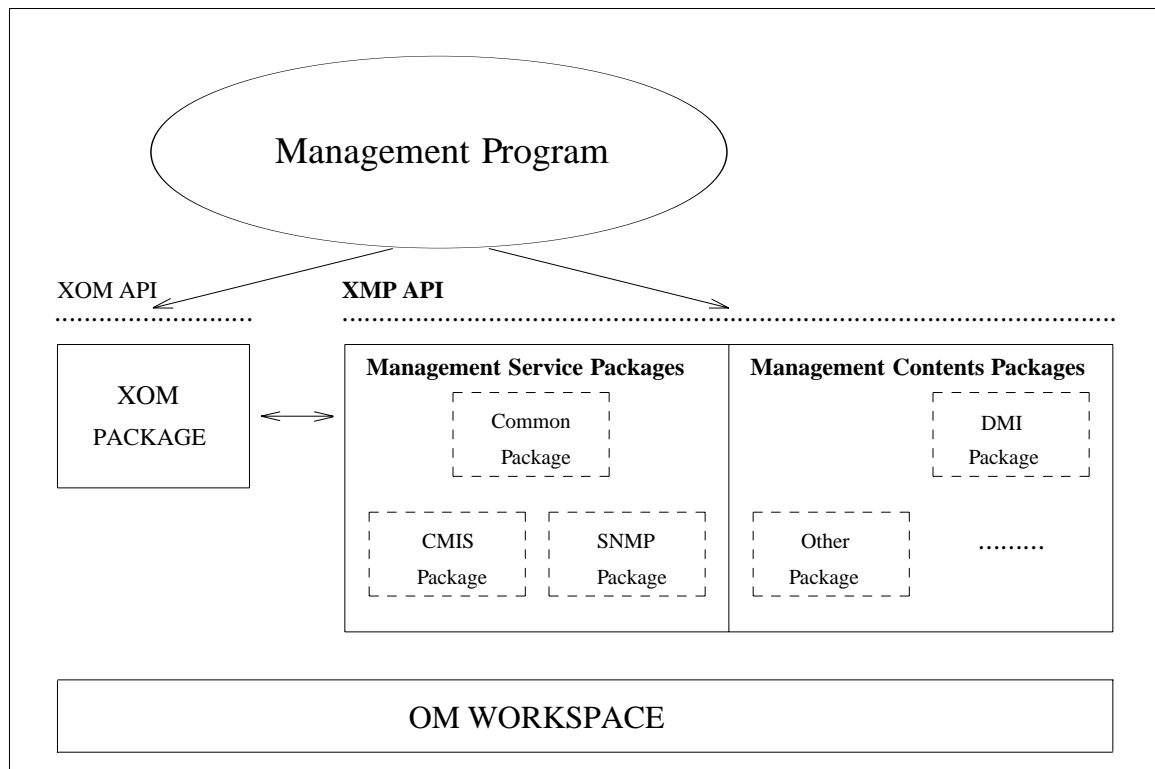 Management Program
XOM API
XMP API
XOM
PACKAGE
Management Service Packages
Common
Package
CMIS
Package
SNMP
Package
Management Contents Packages
DMI
Package
Other
Package
.........
OM WORKSPACE